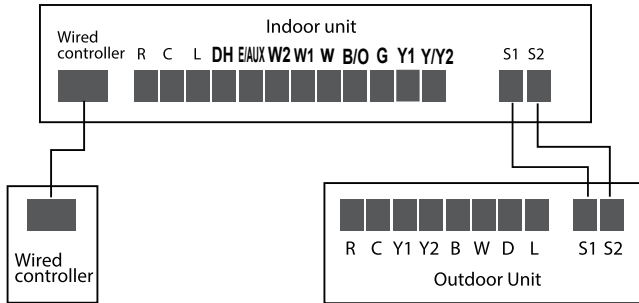 Indoor unit
Wired
controller
R C L DH E/AUX W2 W1 W B/O G Y1 Y/Y2
S1 S2
Wired
controller
R C Y1 Y2 B W D L
S1 S2
Outdoor Unit